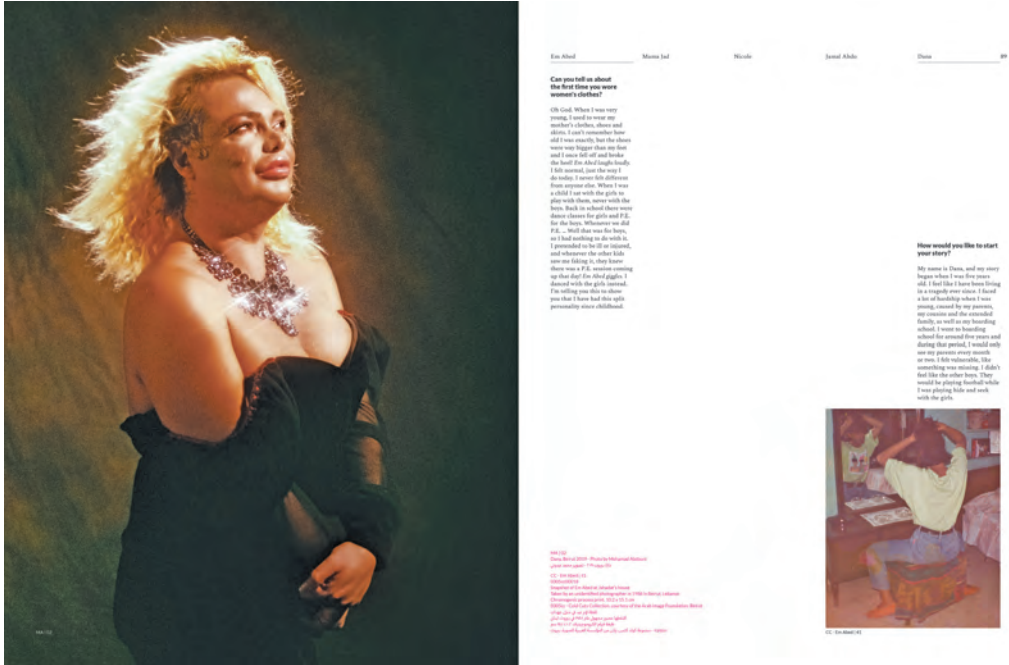 Em Abed
Mama Jad
Nicole
Jamal Abdo
Dana
89
Can you tell us about
the first time you wore
women's clothes?
Oh God. When I was very
young, I used to wear my
mother's clothes, shoes and
skirts. I can't remember how
old I was exactly, but the shoes
were way bigger than my feet
and I once fell off and broke
the heel! Em Abed laughs loudly.
I felt normal, just the way I
do today. I never felt different
from anyone else. When I was
a child I sat with the girls to
play with them, never with the
boys. Back in school there were
dance classes for girls and P.E.
for the boys. Whenever we did
P.E. ... Well that was for boys,
so I had nothing to do with it.
I pretended to be ill or injured,
and whenever the other kids
saw me faking it, they knew
there was a P.E. session coming
up that day! Em Abed giggles. I
danced with the girls instead.
I'm telling you this to show
you that I have had this split
personality since childhood.
How would you like to start
your story?
My name is Dana, and my story
began when I was five years
old. I feel like I have been living
in a tragedy ever since. I faced
a lot of hardship when I was
young, caused by my parents,
my cousins and the extended
family, as well as my boarding
school. I went to boarding
school for around five years and
during that period, I would only
see my parents every month
or two. I felt vulnerable, like
something was missing. I didn't
feel like the other boys. They
would be playing football while
I was playing hide and seek
with the girls.
Dana, Beirut 2019 - Photo by Mohamad Abdouni
CC - Em Abed | 41